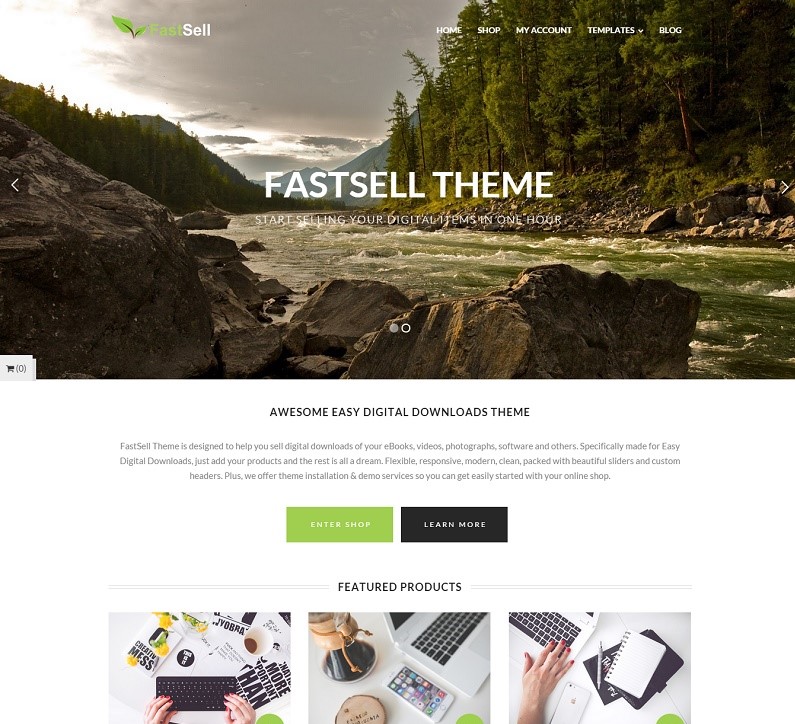 FastSell
HOME SHOP MY ACCOUNT TEMPLATES BLOG
FASTSELL THEME
START SELLING YOUR DIGITAL ITEMS IN ONE HOUR
(0)
AWESOME EASY DIGITAL DOWNLOADS THEME
FastSell Theme is designed to help you sell digital downloads of your eBooks, videos, photographs, software and others. Specifically made for Easy
Digital Downloads, just add your products and the rest is all a dream. Flexible, responsive, modern, clean, packed with beautiful sliders and custom
headers. Plus, we offer theme installation & demo services so you can get easily started with your online shop.
ENTER SHOP LEARN MORE
FEATURED PRODUCTS